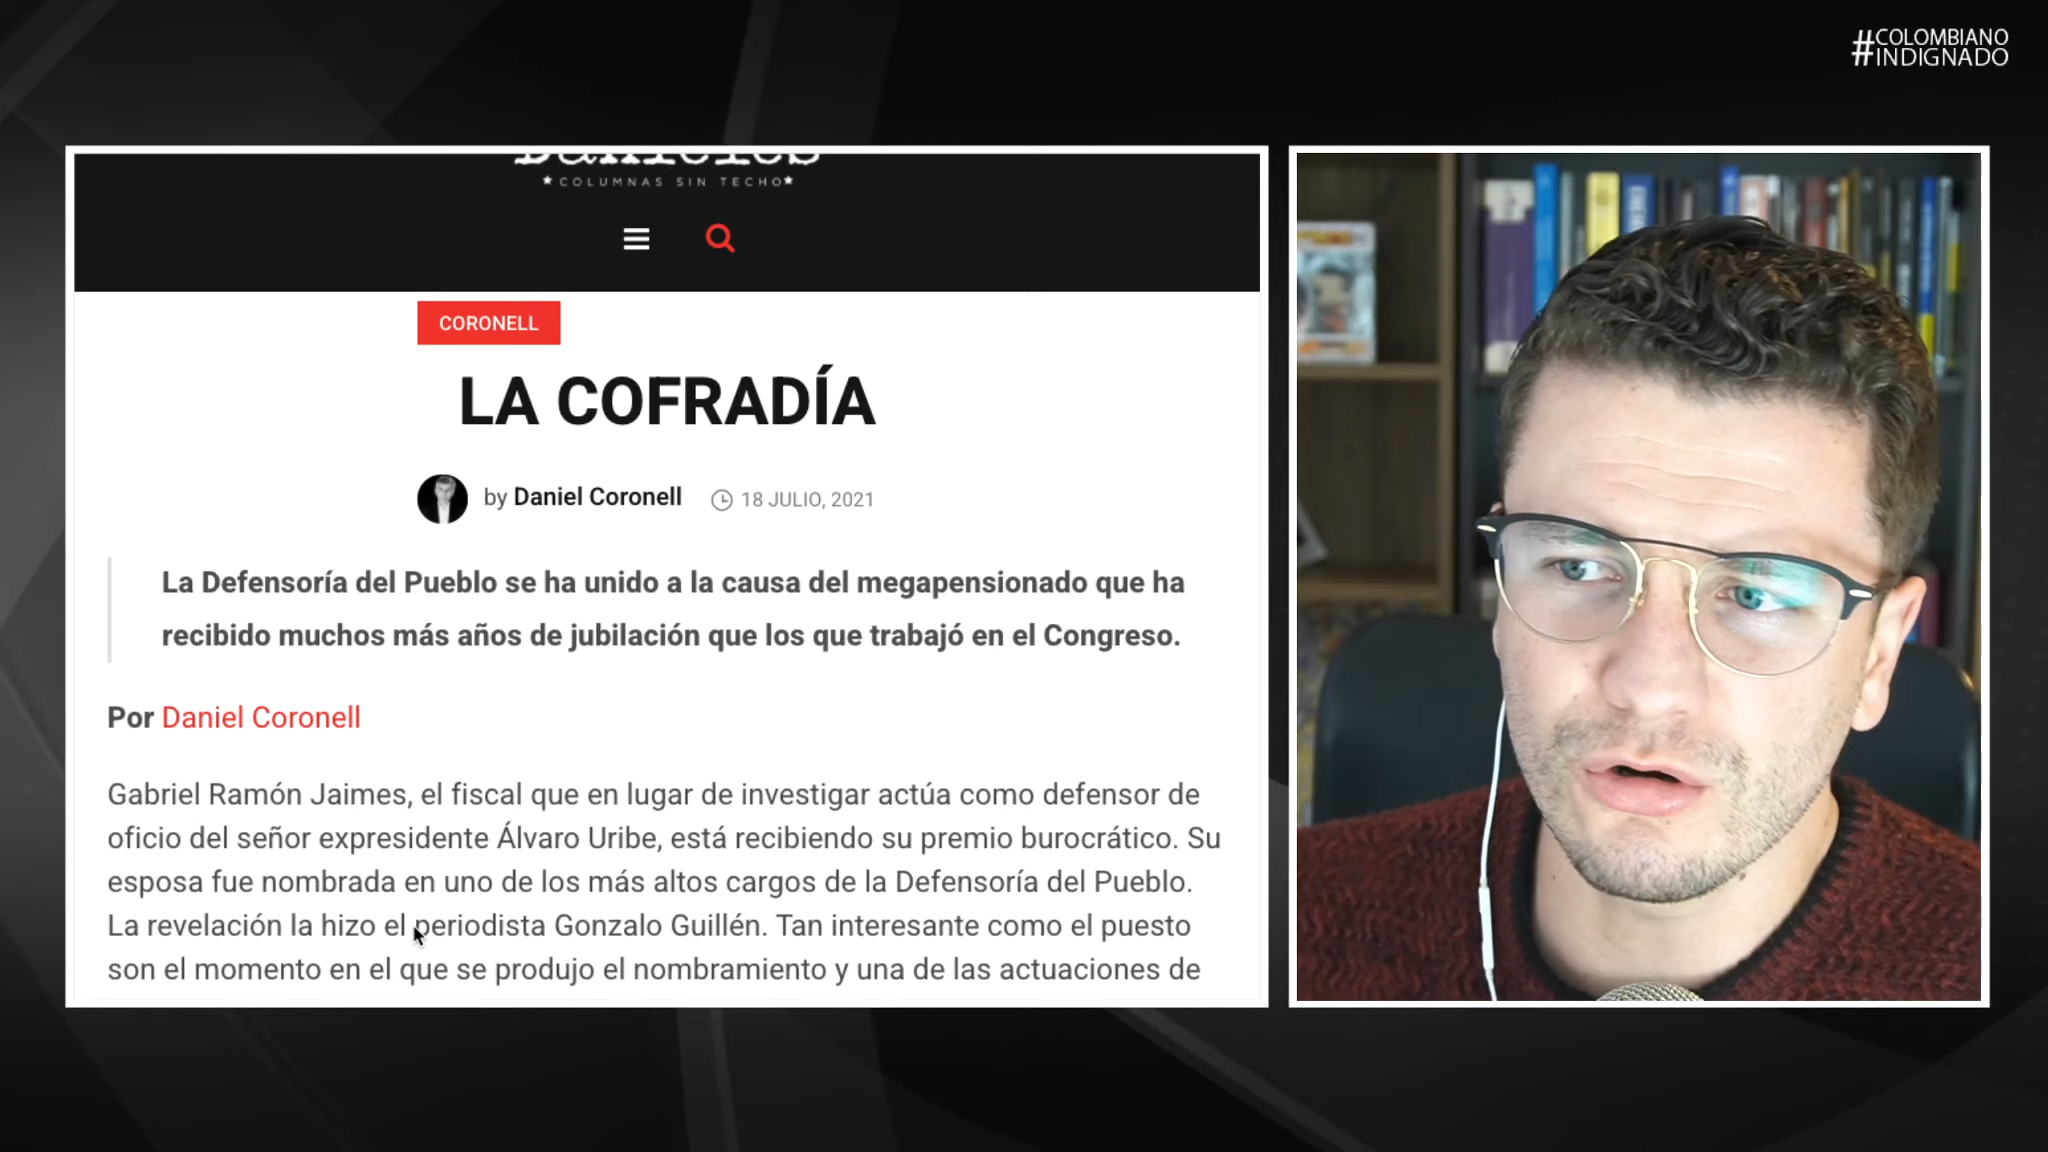 #COLOMBIANO
INDIGNADO
Danieles
★COLUMNAS SIN TECHO★
CORONELL
LA COFRADÍA
by Daniel Coronell 18 JULIO, 2021
La Defensoría del Pueblo se ha unido a la causa del megapensionado que ha
recibido muchos más años de jubilación que los que trabajó en el Congreso.
Por Daniel Coronell
Gabriel Ramón Jaimes, el fiscal que en lugar de investigar actúa como defensor de
oficio del señor expresidente Álvaro Uribe, está recibiendo su premio burocrático. Su
esposa fue nombrada en uno de los más altos cargos de la Defensoría del Pueblo.
La revelación la hizo el periodista Gonzalo Guillén. Tan interesante como el puesto
son el momento en el que se produjo el nombramiento y una de las actuaciones de